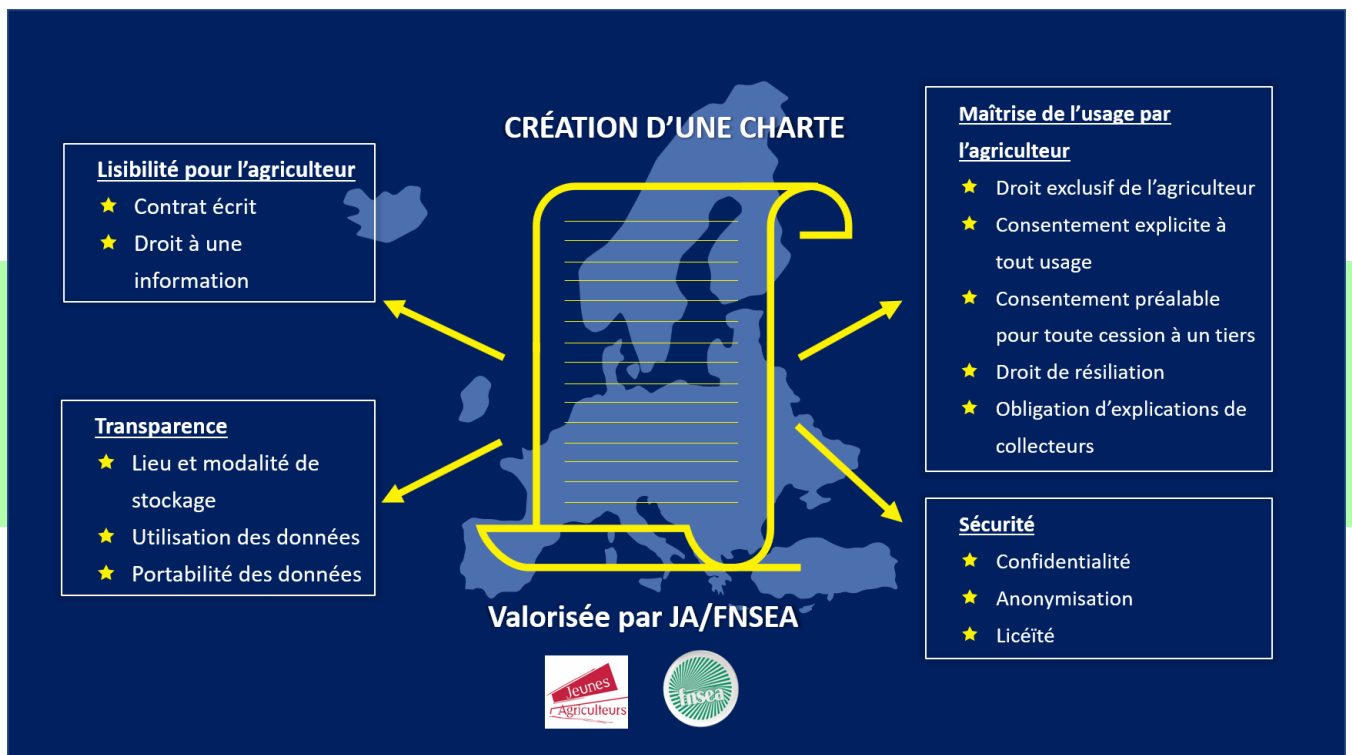 CRÉATION D'UNE CHARTE
Lisibilité pour l'agriculteur
Contrat écrit
Droit à une
information
Transparence
Lieu et modalité de
stockage
Utilisation des données
Portabilité des données
Maîtrise de l'usage par
l'agriculteur
Droit exclusif de l'agriculteur
Consentement explicite à
tout usage
Consentement préalable
pour toute cession à un tiers
Droit de résiliation
Obligation d'explications de
collecteurs
Sécurité
Confidentialité
Anonymisation
Licéïté
Valorisée par JA/FNSEA
Jeunes
Agriculteurs
fnsea